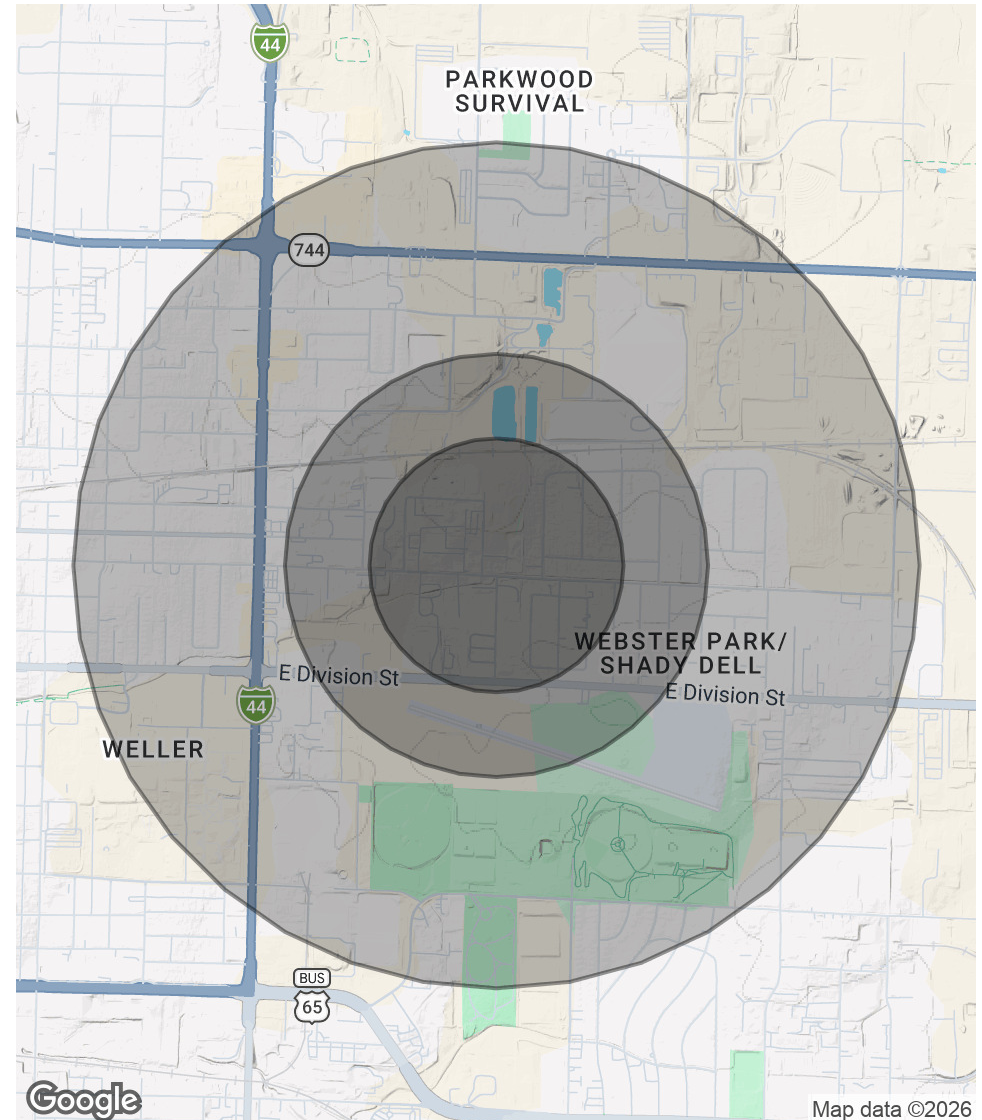 44
PARKWOOD
SURVIVAL
744
WEBSTER PARK/
SHADY DELL
E Division St
E Division St
44
WELLER
BUS
65
Google
Map data ©2026